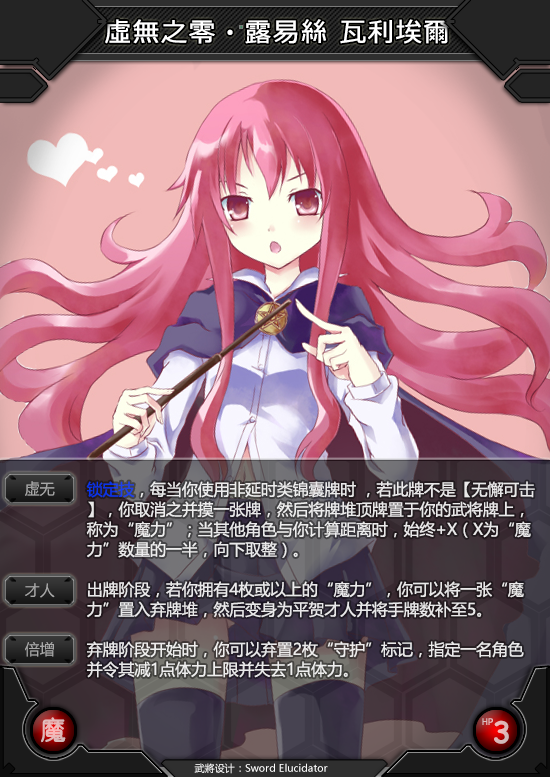 虛無之零·露易絲 瓦利埃爾
虚无
锁定技，每当你使用非延时类锦囊牌时，若此牌不是【无懈可击
】，你取消之并摸一张牌，然后将牌堆顶牌置于你的武将牌上，
称为“魔力”；当其他角色与你计算距离时，始终+X（X为“魔
力”数量的一半，向下取整）。
才人
出牌阶段，若你拥有4枚或以上的“魔力”，你可以将一张“魔
力”置入弃牌堆，然后变身为平贺才人并将手牌数补至5。
倍增
弃牌阶段开始时，你可以弃置2枚“守护”标记，指定一名角色
并令其减1点体力上限并失去1点体力。
魔
HP 3
武將设计：Sword Elucidator